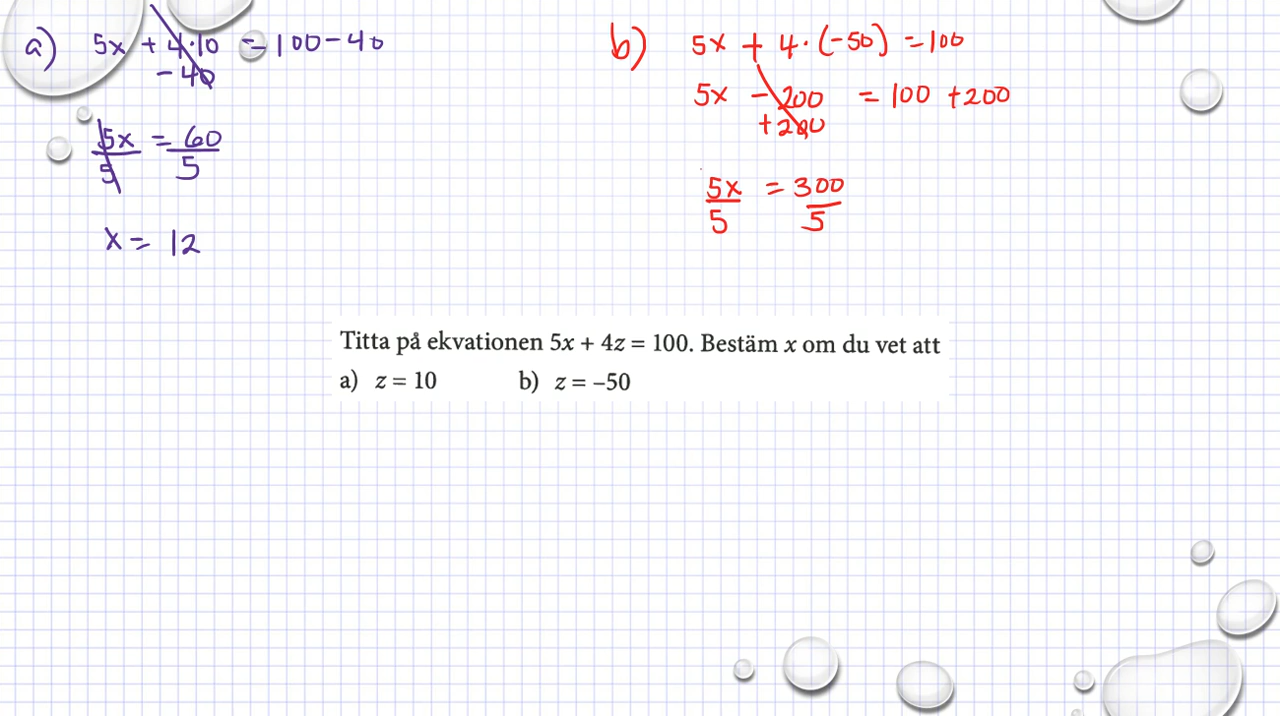 a) 5x + 4·10 = 100 - 40
- 40
5x = 60
5 5
x = 12
b) 5x + 4·(-50) = 100
5x - 200 = 100 + 200
+ 200
5x = 300
5 5
Titta på ekvationen 5x + 4z = 100. Bestäm x om du vet att
a) z = 10 b) z = –50